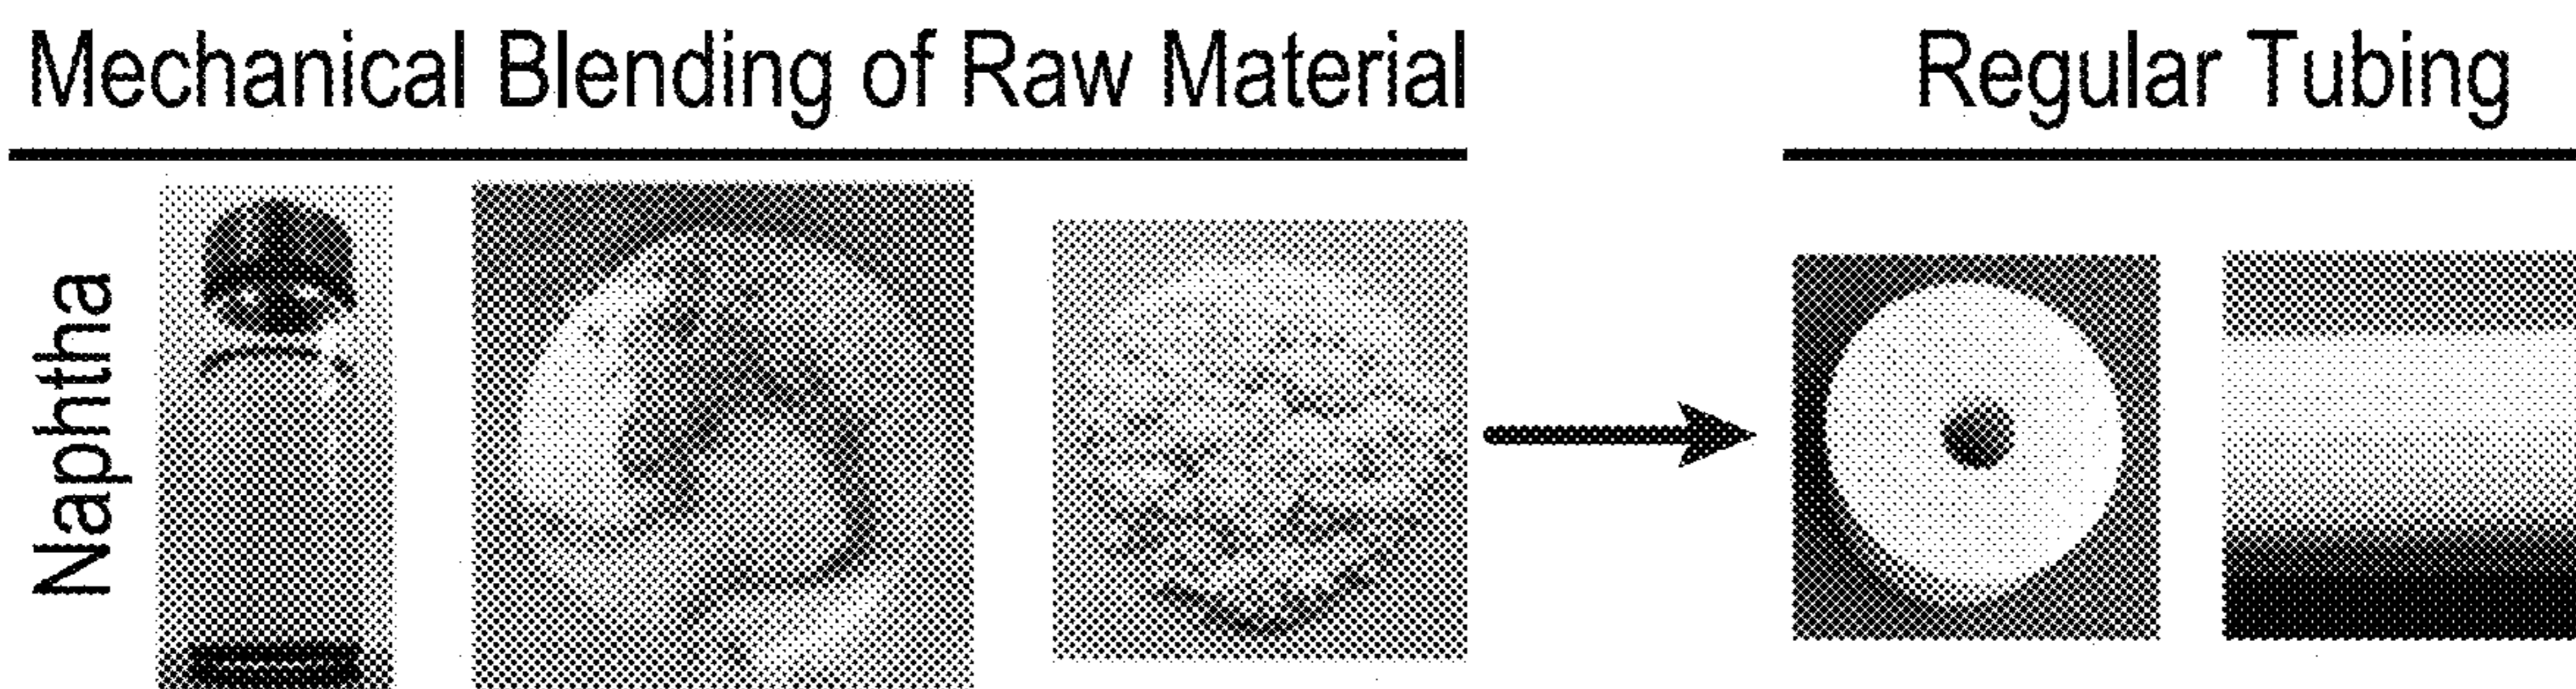 Mechanical Blending of Raw Material
Regular Tubing
Naphtha